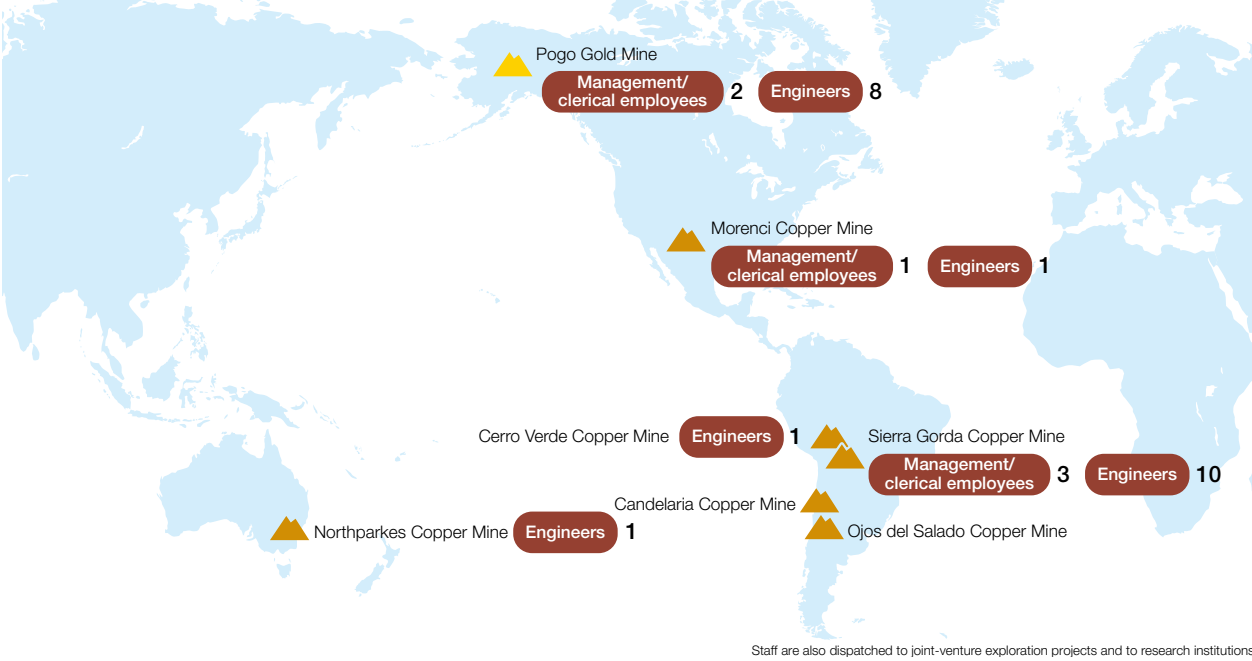 Pogo Gold Mine
Management/
clerical employees 2 Engineers 8
Morenci Copper Mine
Management/
clerical employees 1 Engineers 1
Cerro Verde Copper Mine Engineers 1
Sierra Gorda Copper Mine
Management/
clerical employees 3 Engineers 10
Candelaria Copper Mine
Northparkes Copper Mine Engineers 1
Ojos del Salado Copper Mine
Staff are also dispatched to joint-venture exploration projects and to research institutions